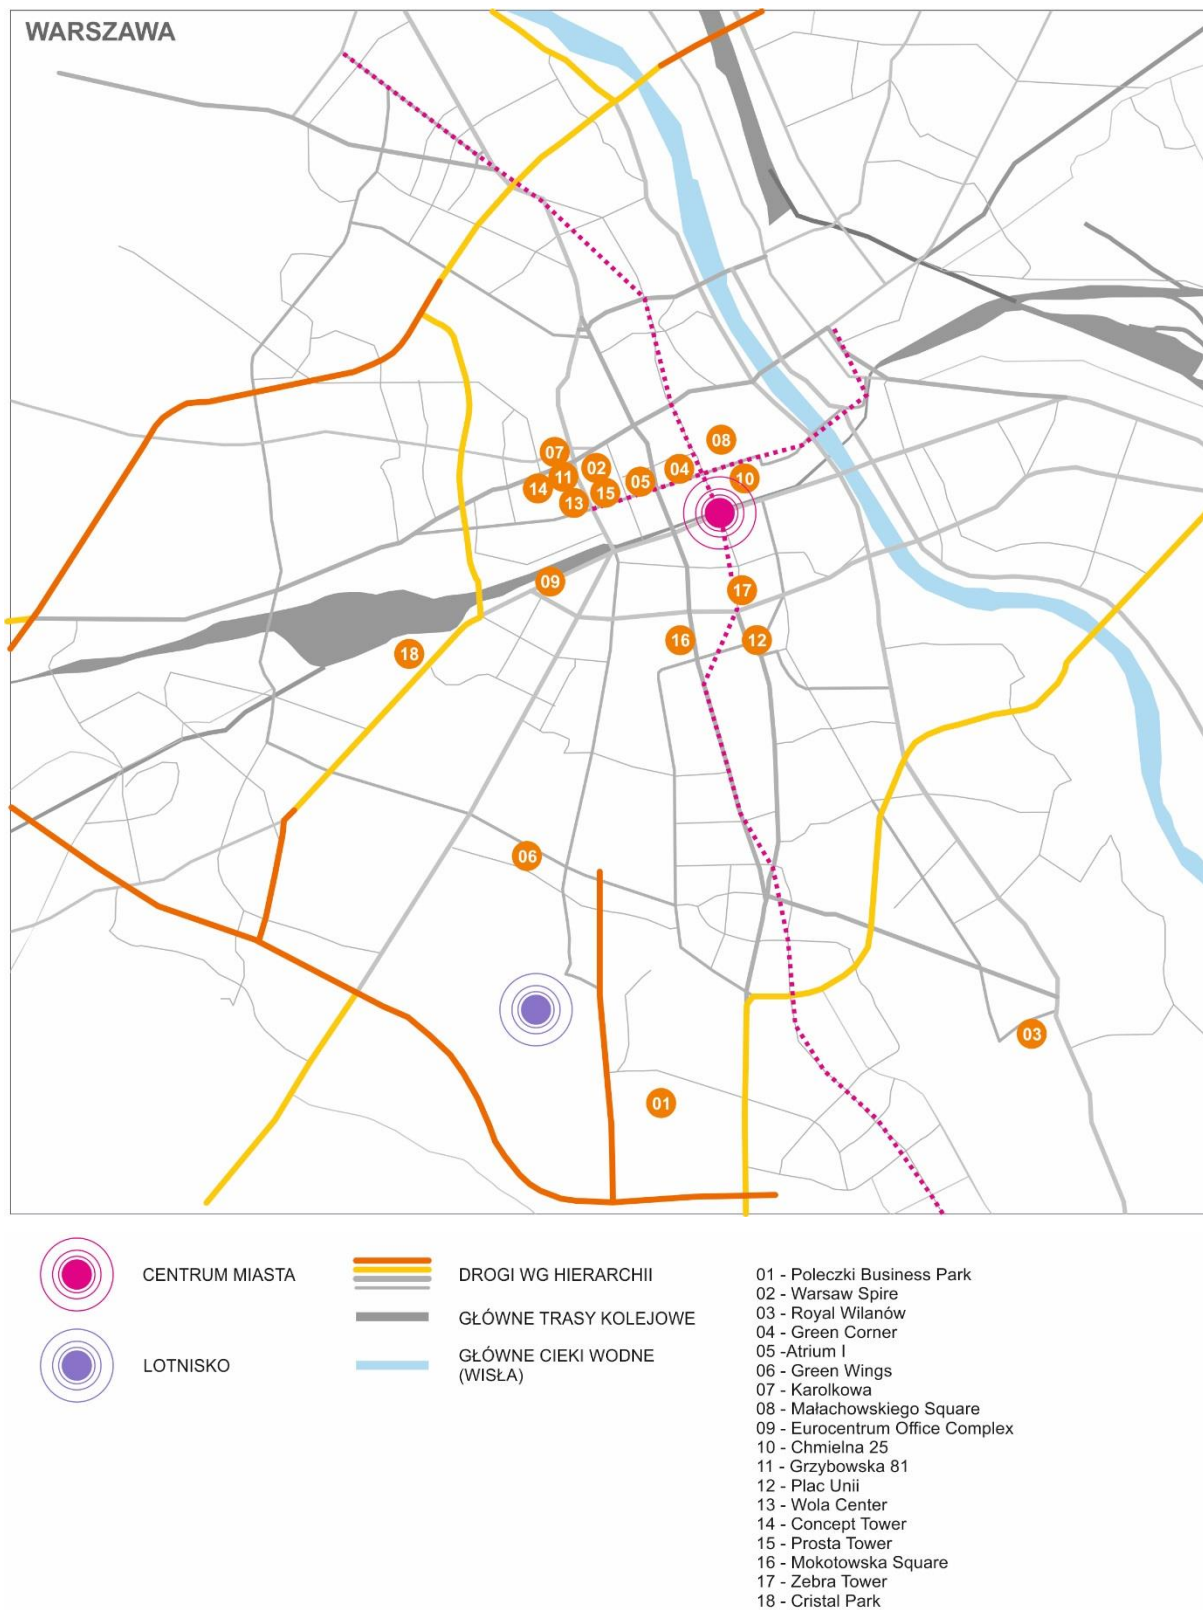 WARSZAWA
07
02
08
11
04
14
05
10
13
15
09
17
16
12
18
06
03
01
CENTRUM MIASTA
LOTNISKO
DROGI WG HIERARCHII
GŁÓWNE TRASY KOLEJOWE
GŁÓWNE CIEKI WODNE
(WISŁA)
01 - Poleczki Business Park
02 - Warsaw Spire
03 - Royal Wilanów
04 - Green Corner
05 -Atrium I
06 - Green Wings
07 - Karolkowa
08 - Małachowskiego Square
09 - Eurocentrum Office Complex
10 - Chmielna 25
11 - Grzybowska 81
12 - Plac Unii
13 - Wola Center
14 - Concept Tower
15 - Prosta Tower
16 - Mokotowska Square
17 - Zebra Tower
18 - Cristal Park